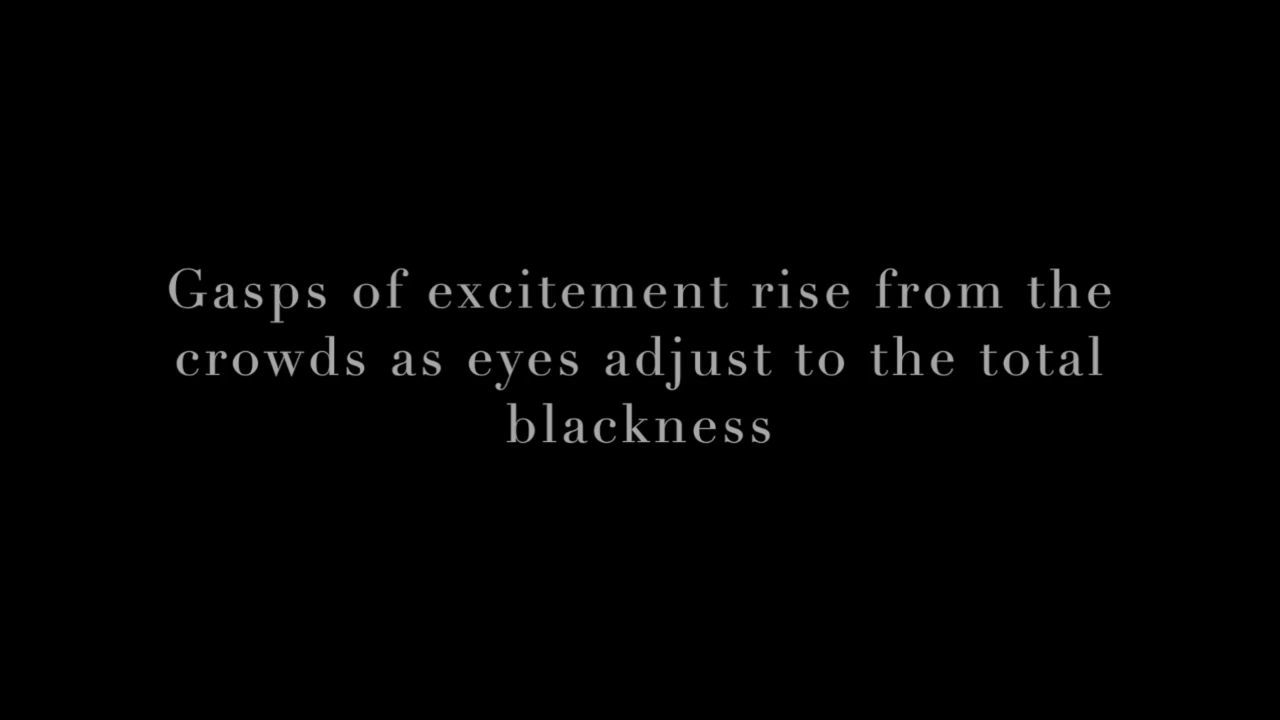 Gasps of excitement rise from the
crowds as eyes adjust to the total
blackness